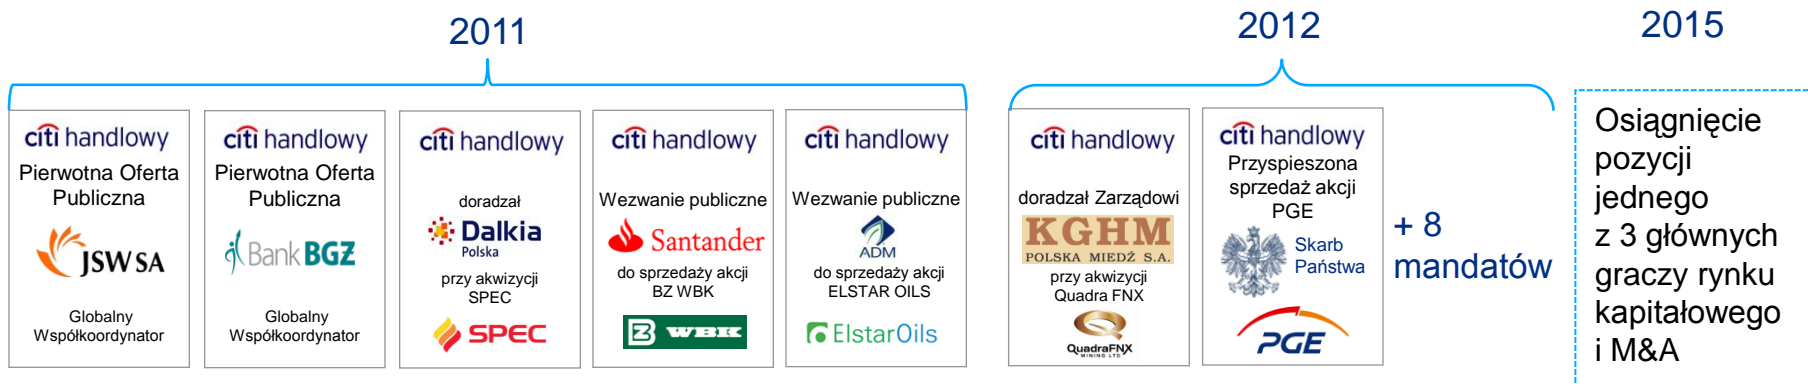 2011
2012
2015
citi handlowy
Pierwotna Oferta
Publiczna
JSW SA
Globalny
Współkoordynator
citi handlowy
Pierwotna Oferta
Publiczna
Bank BGŻ
Globalny
Współkoordynator
citi handlowy
doradzał
Dalkia
Polska
przy akwizycji
SPEC
SPEC
citi handlowy
Wezwanie publiczne
Santander
do sprzedaży akcji
BZ WBK
BZ WBK
citi handlowy
Wezwanie publiczne
ADM
do sprzedaży akcji
ELSTAR OILS
ElstarOils
citi handlowy
doradzał Zarządowi
KGHM
POLSKA MIEDŹ S.A.
przy akwizycji
Quadra FNX
Q
QuadraFNX
MINING LTD
citi handlowy
Przyspieszona
sprzedaż akcji
PGE
Skarb
Państwa
PGE
+ 8
mandatów
Osiągnięcie
pozycji
jednego
z 3 głównych
graczy rynku
kapitałowego
i M&A